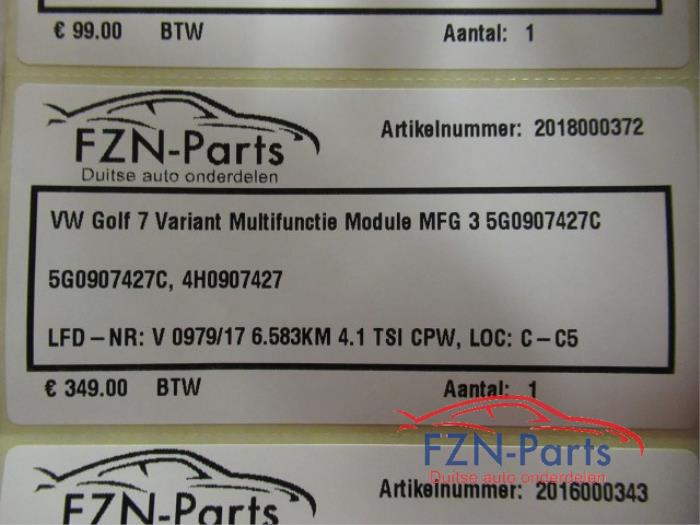 € 99.00 BTW Aantal: 1
FZN-Parts
Duitse auto onderdelen
Artikelnummer: 2018000372
VW Golf 7 Variant Multifunctie Module MFG 3 5G0907427C
5G0907427C, 4H0907427
LFD-NR: V 0979/17 6.583KM 4.1 TSI CPW, LOC: C-C5
€ 349.00 BTW Aantal: 1
FZN-Parts
Duitse auto onderdelen
FZN-Parts
Artikelnummer: 2016000343